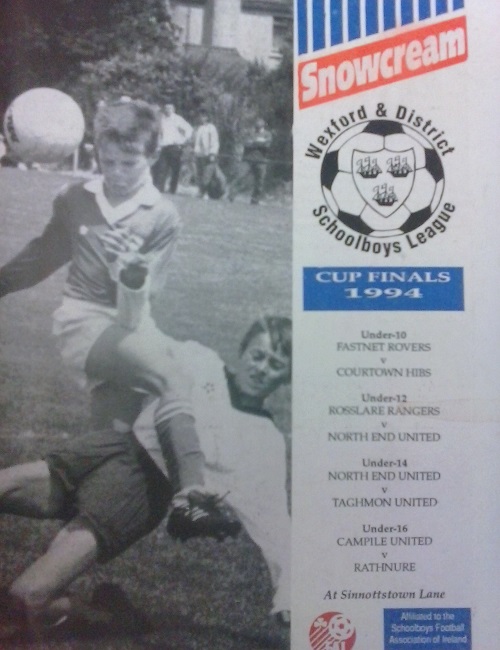 Snowcream
Wexford & District
Schoolboys League
CUP FINALS
1994
Under-10
FASTNET ROVERS
v
COURTOWN HIBS
Under-12
ROSSLARE RANGERS
v
NORTH END UNITED
Under-14
NORTH END UNITED
v
TAGHMON UNITED
Under-16
CAMPILE UNITED
v
RATHNURE
At Sinnottstown Lane
Affiliated to the
Schoolboys Football
Association of Ireland